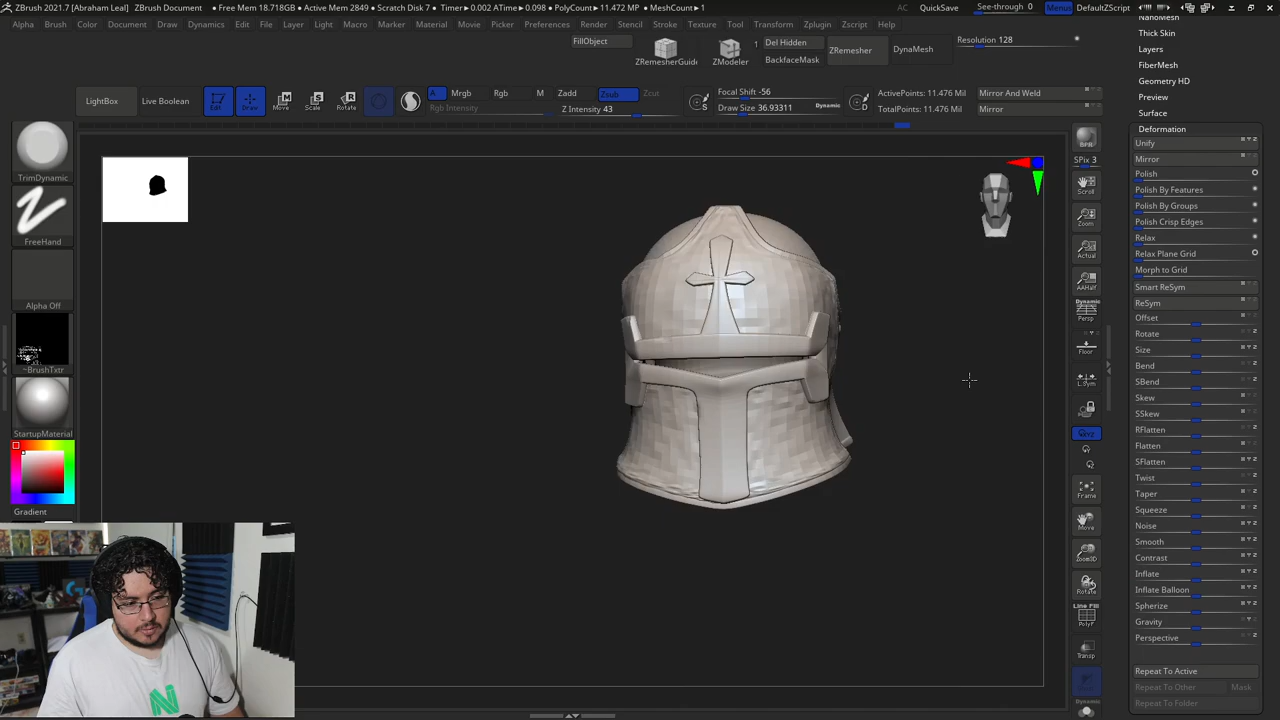 ZBrush 2021.7 [Abraham Leal] ZBrush Document • Free Mem 18.718GB • Active Mem 2849 • Scratch Disk 7 • Timer▸0.002 ATime▸0.098 • PolyCount▸11.472 MP • MeshCount▸1
AC QuickSave See-through 0 Menus DefaultZScript
Alpha Brush Color Document Draw Dynamics Edit File Layer Light Macro Marker Material Movie Picker Preferences Render Stencil Stroke Texture Tool Transform Zplugin Zscript Help
FillObject
ZRemesherGuide
ZModeler
1
Del Hidden
BackfaceMask
ZRemesher
DynaMesh
Resolution 128
LightBox
Live Boolean
Edit
Draw
Move
Scale
Rotate
A Mrgb Rgb M
Rgb Intensity
Zadd Zsub Zcut
Z Intensity 43
S
Focal Shift -56
Draw Size 36.93311 Dynamic
D
ActivePoints: 11.476 Mil
TotalPoints: 11.476 Mil
Mirror And Weld
Mirror
TrimDynamic
FreeHand
Alpha Off
~BrushTxtr
StartupMaterial
Gradient
BPR
SPix 3
Scroll
Zoom
Actual
AAHalf
Dynamic
Persp
Floor
L.Sym
Frame
Move
Zoom3D
Rotate
Line Fill
PolyF
Transp
Dynamic
NanoMesh
Thick Skin
Layers
FiberMesh
Geometry HD
Preview
Surface
Deformation
Unify
Mirror
Polish
Polish By Features
Polish By Groups
Polish Crisp Edges
Relax
Relax Plane Grid
Morph to Grid
Smart ReSym
ReSym
Offset
Rotate
Size
Bend
SBend
Skew
SSkew
RFlatten
Flatten
SFlatten
Twist
Taper
Squeeze
Noise
Smooth
Contrast
Inflate
Inflate Balloon
Spherize
Gravity
Perspective
Repeat To Active
Repeat To Other Mask
Repeat To Folder